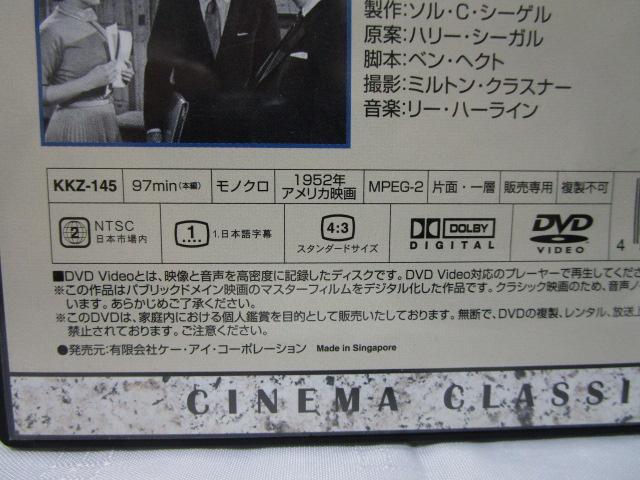 製作:ソル・C・シーゲル
原案:ハリー・シーガル
脚本:ベン・ヘクト
撮影:ミルトン・クラスナー
音楽:リー・ハーライン
KKZ-145 97min(本編) モノクロ 1952年 アメリカ映画 MPEG-2 片面・一層 販売専用 複製不可
2 NTSC 日本市場内 1 1.日本語字幕 4:3 スタンダードサイズ DOLBY DIGITAL DVD VIDEO 4
■DVD Videoとは、映像と音声を高密度に記録したディスクです。DVD Video対応のプレーヤーで再生してくださ
※この作品はパブリックドメイン映画のマスターフィルムをデジタル化した作品です。クラシック映画のため、音声ノ
います。あらかじめご了承ください。
※このDVDは、家庭内における個人鑑賞を目的として販売いたしております。無断で、DVDの複製、レンタル、放送上
禁止されております。ご注意ください。
●発売元:有限会社ケー・アイ・コーポレーション Made in Singapore
CINEMA CLASSI